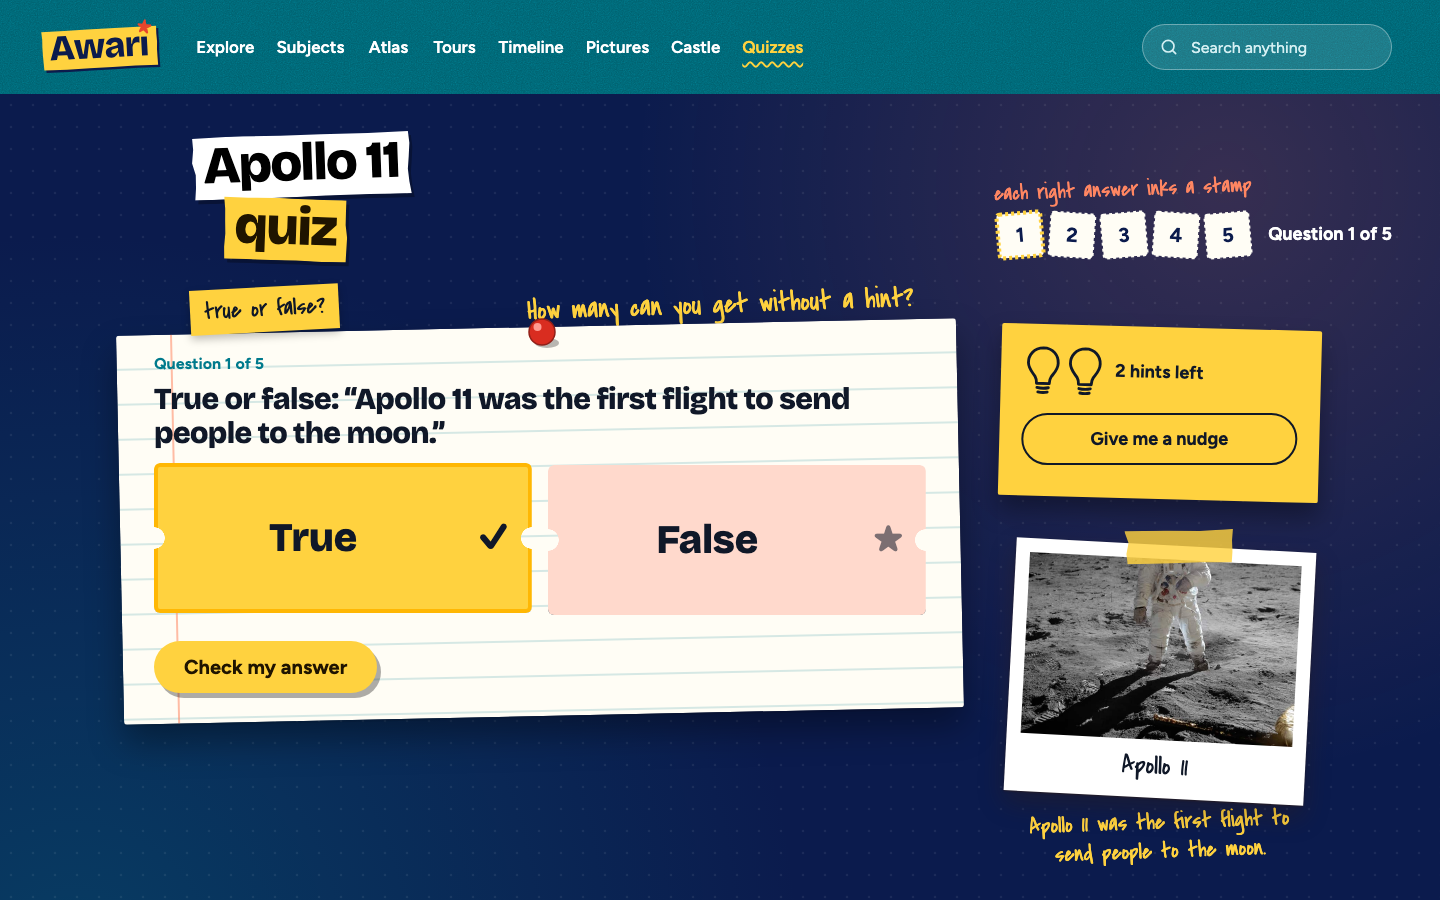 Awari
Explore Subjects Atlas Tours Timeline Pictures Castle Quizzes
Search anything
Apollo 11
quiz
each right answer inks a stamp
1 2 3 4 5 Question 1 of 5
true or false?
How many can you get without a hint?
Question 1 of 5
True or false: “Apollo 11 was the first flight to send
people to the moon.”
True
False
Check my answer
2 hints left
Give me a nudge
Apollo 11
Apollo 11 was the first flight to
send people to the moon.